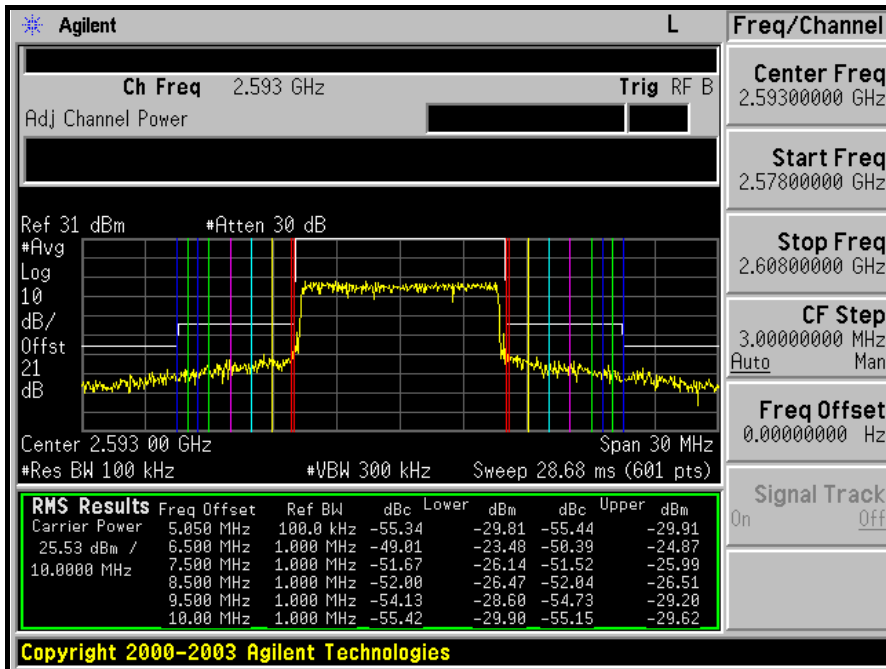 Agilent L Freq/Channel
Ch Freq 2.593 GHz Trig RF B
Adj Channel Power
Center Freq
2.59300000 GHz
Start Freq
2.57800000 GHz
Stop Freq
2.60800000 GHz
CF Step
3.00000000 MHz
Auto Man
Freq Offset
0.00000000 Hz
Signal Track
On Off
Ref 31 dBm #Atten 30 dB
#Avg
Log
10
dB/
Offst
21
dB
Center 2.593 00 GHz Span 30 MHz
#Res BW 100 kHz #VBW 300 kHz Sweep 28.68 ms (601 pts)
RMS Results Freq Offset Ref BW dBc Lower dBm dBc Upper dBm
Carrier Power 5.050 MHz 100.0 kHz -55.34 -29.81 -55.44 -29.91
25.53 dBm / 6.500 MHz 1.000 MHz -49.01 -23.48 -50.39 -24.87
10.0000 MHz 7.500 MHz 1.000 MHz -51.67 -26.14 -51.52 -25.99
8.500 MHz 1.000 MHz -52.00 -26.47 -52.04 -26.51
9.500 MHz 1.000 MHz -54.13 -28.60 -54.73 -29.20
10.00 MHz 1.000 MHz -55.42 -29.90 -55.15 -29.62
Copyright 2000-2003 Agilent Technologies